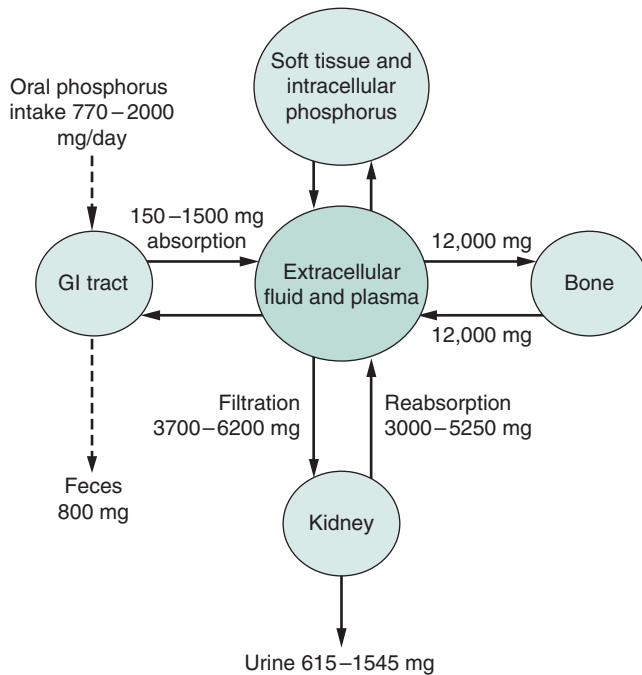 Soft tissue and
intracellular
phosphorus
Oral phosphorus
intake 770–2000
mg/day
150–1500 mg
absorption
12,000 mg
GI tract
Extracellular
fluid and plasma
Bone
12,000 mg
Filtration
3700–6200 mg
Reabsorption
3000–5250 mg
Feces
800 mg
Kidney
Urine 615–1545 mg